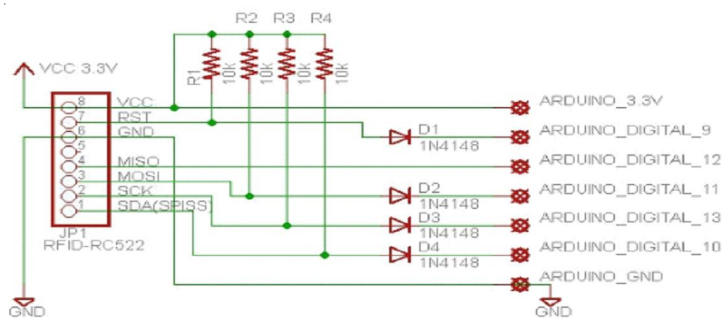 R2 R3 R4
VCC 3.3V
R1
10k
10k
10k
10k
8 VCC
7 RST
6 GND
5
4 MISO
3 MOSI
2 SCK
1 SDA(SPISS)
JP1
RFID-RC522
D1
1N4148
D2
1N4148
D3
1N4148
D4
1N4148
ARDUINO_3.3V
ARDUINO_DIGITAL_9
ARDUINO_DIGITAL_12
ARDUINO_DIGITAL_11
ARDUINO_DIGITAL_13
ARDUINO_DIGITAL_10
ARDUINO_GND
GND
GND